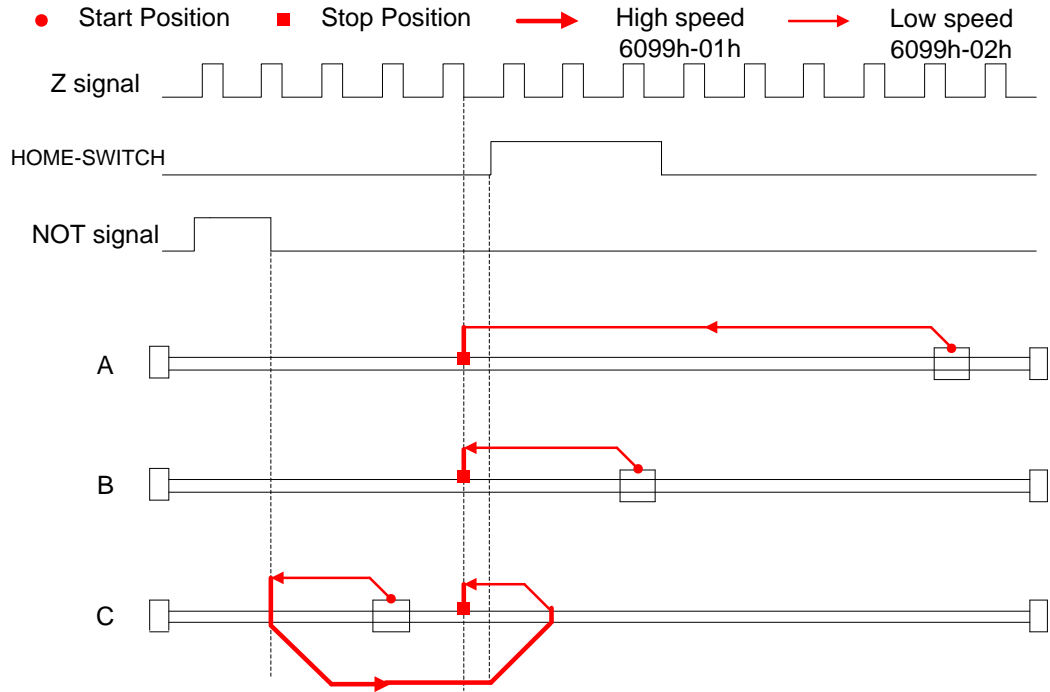 Start Position
Stop Position
High speed
6099h-01h
Low speed
6099h-02h
Z signal
HOME-SWITCH
NOT signal
A
B
C